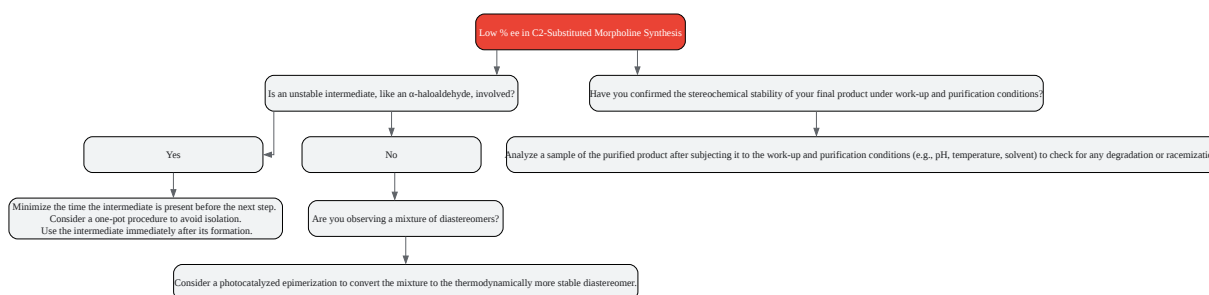 Low % ee in C2-Substituted Morpholine Synthesis
Is an unstable intermediate, like an α-haloaldehyde, involved?
Have you confirmed the stereochemical stability of your final product under work-up and purification conditions?
Yes
No
Analyze a sample of the purified product after subjecting it to the work-up and purification conditions (e.g., pH, temperature, solvent) to check for any degradation or racemizatio
Minimize the time the intermediate is present before the next step.
Consider a one-pot procedure to avoid isolation.
Use the intermediate immediately after its formation.
Are you observing a mixture of diastereomers?
Consider a photocatalyzed epimerization to convert the mixture to the thermodynamically more stable diastereomer.